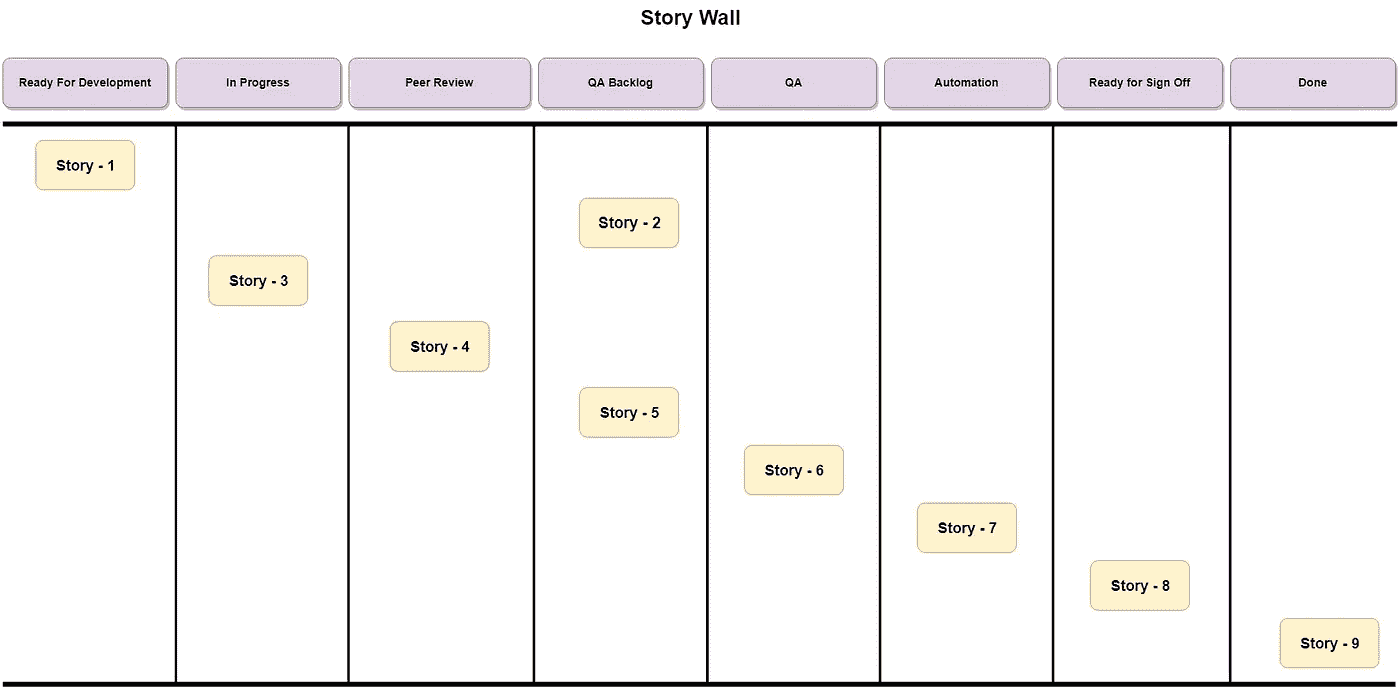 Story Wall
Ready For Development
In Progress
Peer Review
QA Backlog
QA
Automation
Ready for Sign Off
Done
Story - 1
Story - 2
Story - 3
Story - 4
Story - 5
Story - 6
Story - 7
Story - 8
Story - 9